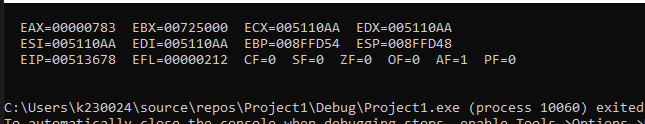 EAX=00000783 EBX=00725000 ECX=005110AA EDX=005110AA
ESI=005110AA EDI=005110AA EBP=008FFD54 ESP=008FFD48
EIP=00513678 EFL=00000212 CF=0 SF=0 ZF=0 OF=0 AF=1 PF=0
C:\Users\k230024\source\repos\Project1\Debug\Project1.exe (process 10060) exited
To automatically close the console when debugging stops, enable Tools->Options->